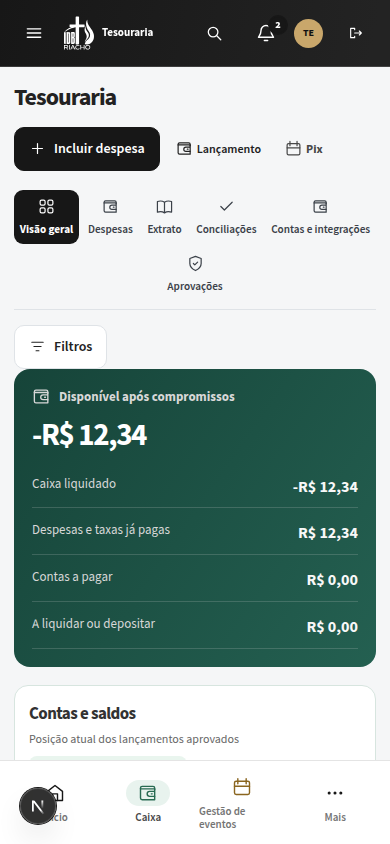 IDB
RIACHO
Tesouraria
2
TE
Tesouraria
Incluir despesa
Lançamento
Pix
Visão geral
Despesas
Extrato
Conciliações
Contas e integrações
Aprovações
Filtros
Disponível após compromissos
-R$ 12,34
Caixa liquidado
-R$ 12,34
Despesas e taxas já pagas
R$ 12,34
Contas a pagar
R$ 0,00
A liquidar ou depositar
R$ 0,00
Contas e saldos
Posição atual dos lançamentos aprovados
N
Caixa
Gestão de
eventos
Mais